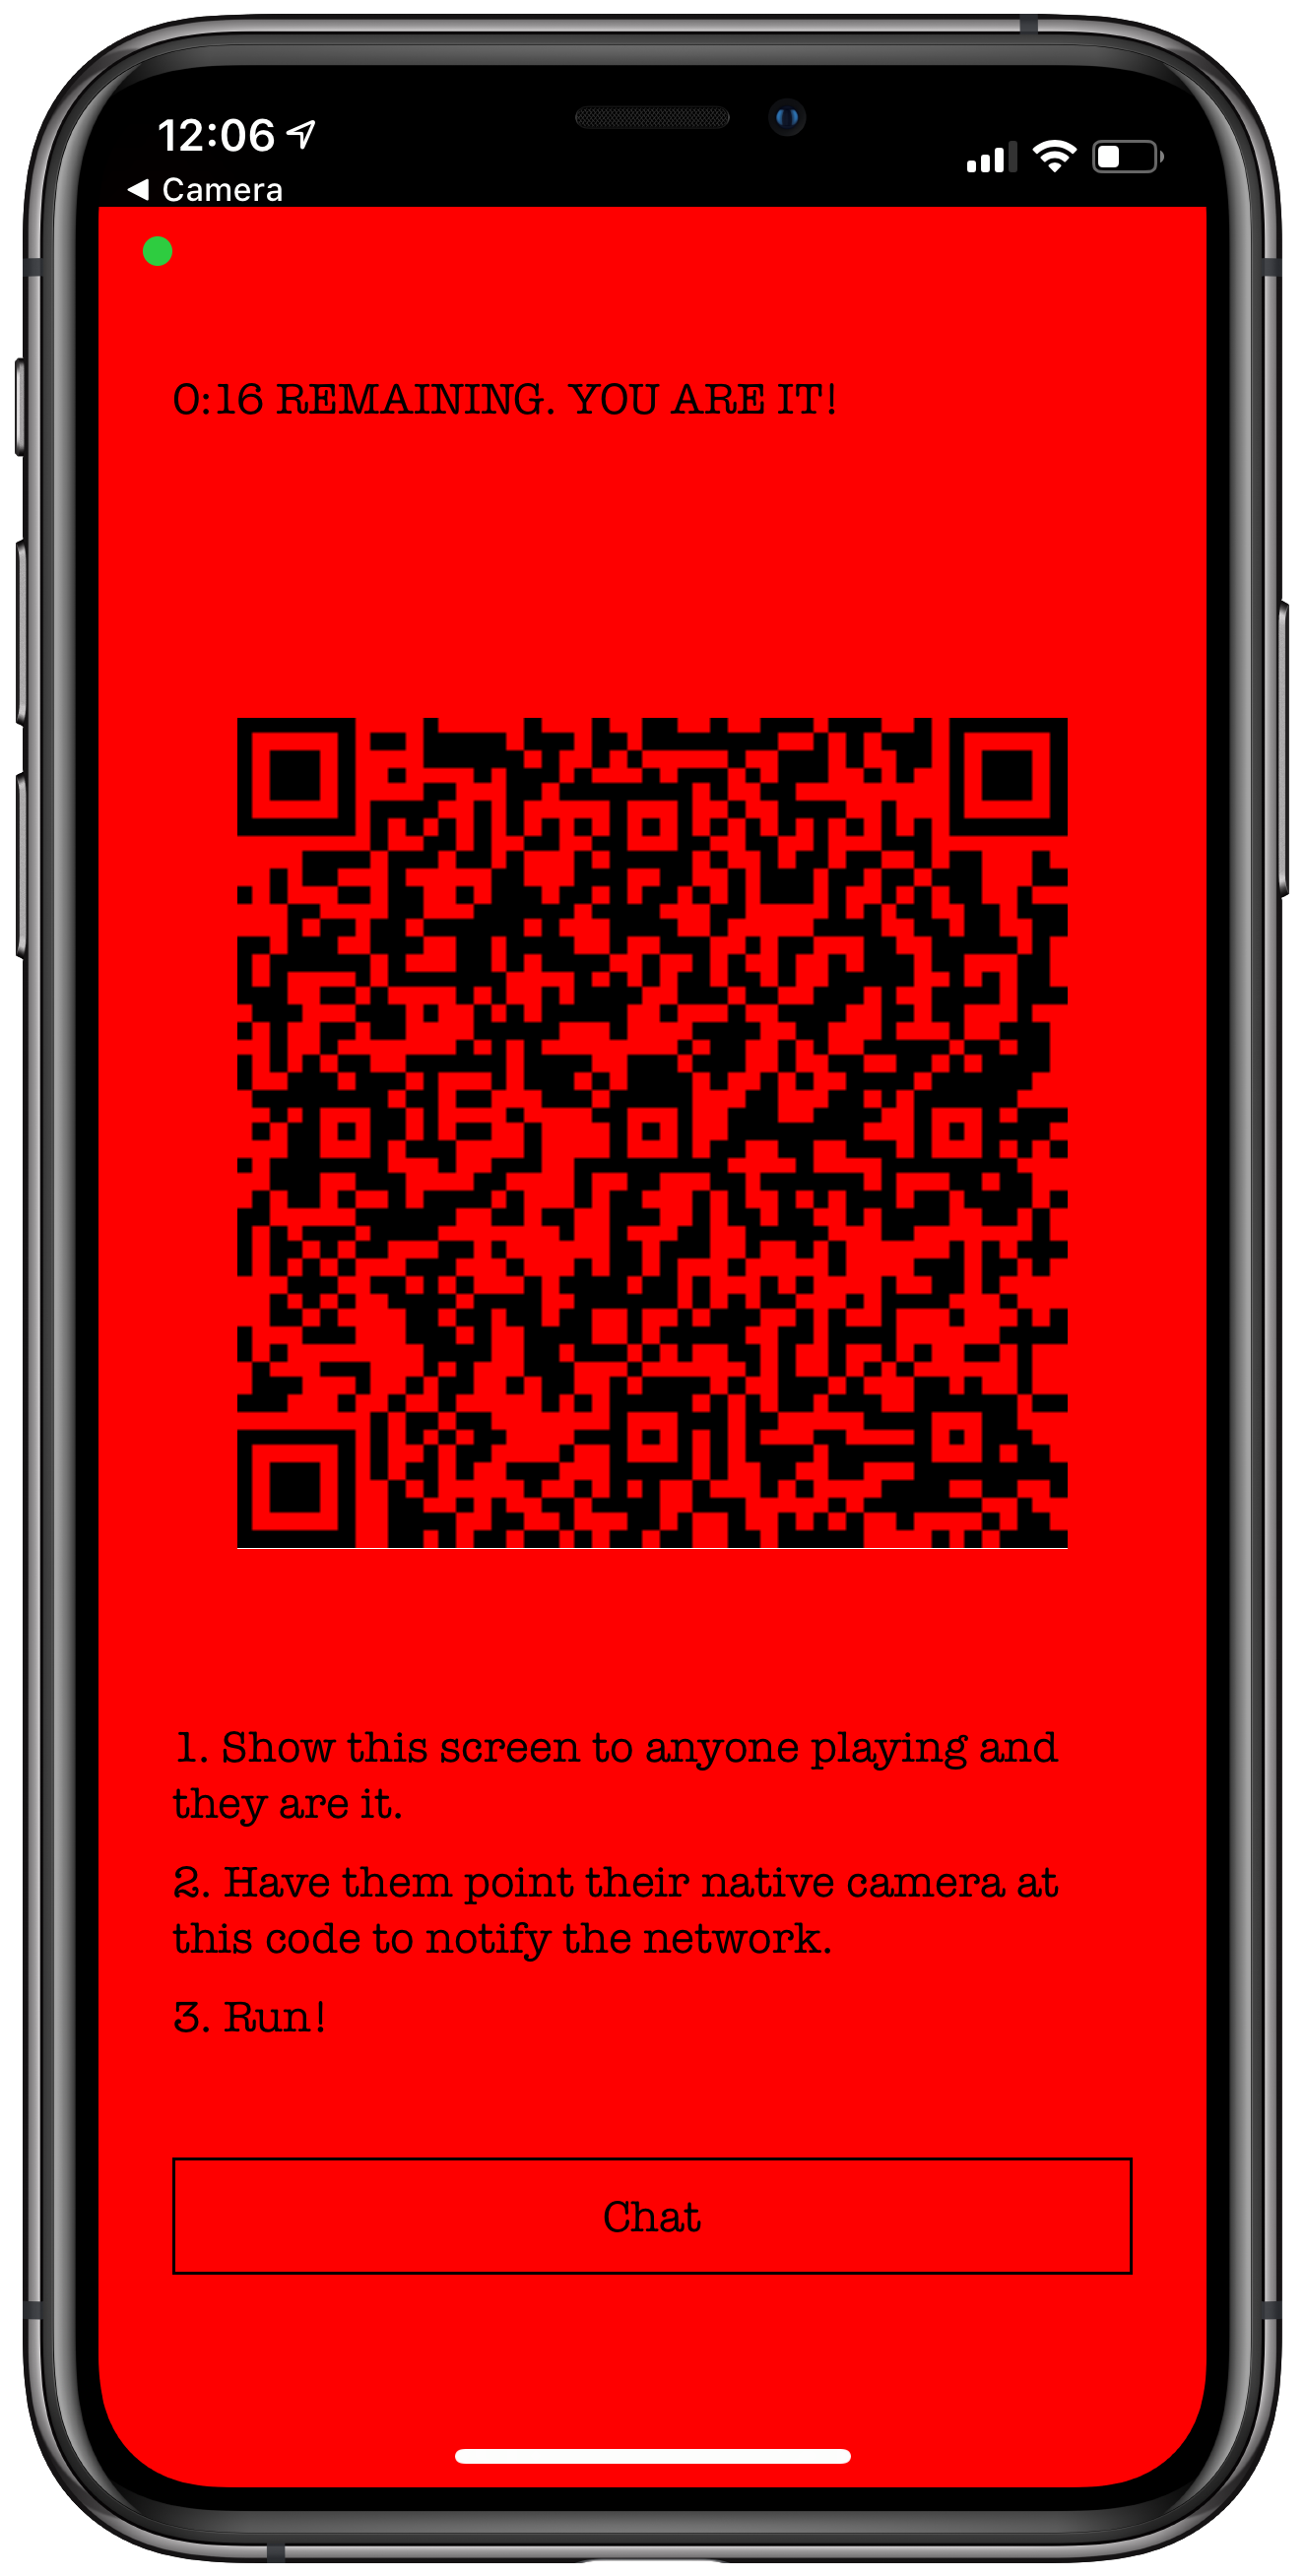 12:06
◀ Camera
0:16 REMAINING. YOU ARE IT!
1. Show this screen to anyone playing and
they are it.
2. Have them point their native camera at
this code to notify the network.
3. Run!
Chat